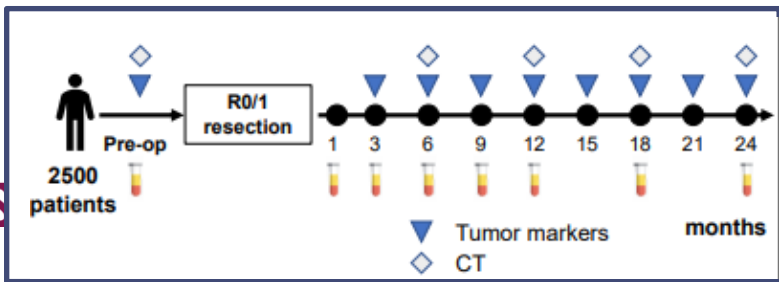 Pre-op
R0/1
resection
1 3 6 9 12 15 18 21 24
2500
patients
months
Tumor markers
CT